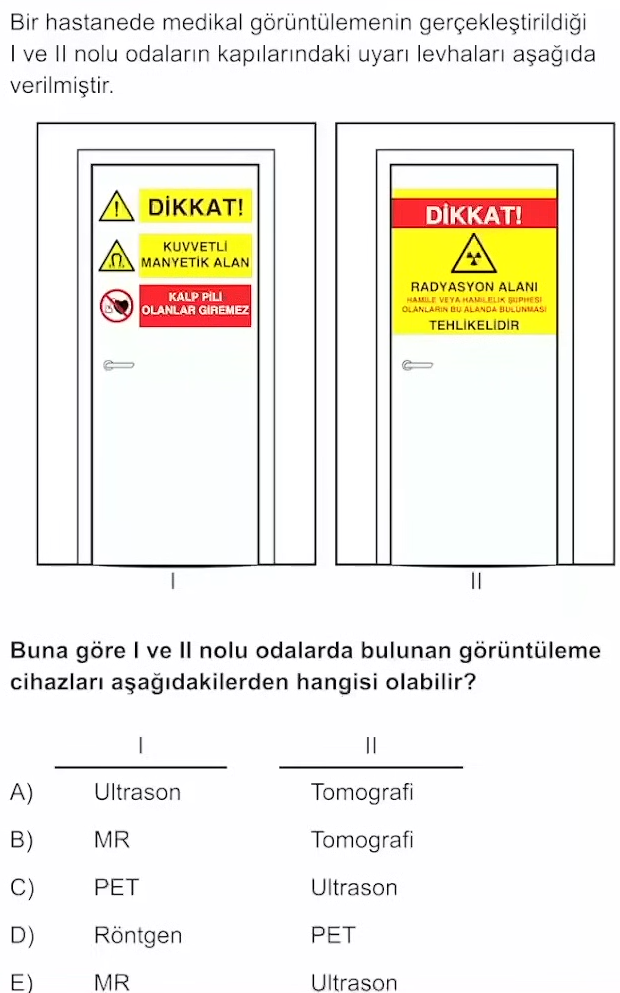 Bir hastanede medikal görüntülemenin gerçekleştirildiği
I ve II nolu odaların kapılarındaki uyarı levhaları aşağıda
verilmiştir.
DİKKAT!
KUVVETLİ
MANYETİK ALAN
KALP PİLİ
OLANLAR GİREMEZ
I
DİKKAT!
RADYASYON ALANI
HAMİLE VEYA HAMİLELİK ŞÜPHESİ
OLANLARIN BU ALANDA BULUNMASI
TEHLİKELİDİR
II
Buna göre I ve II nolu odalarda bulunan görüntüleme
cihazları aşağıdakilerden hangisi olabilir?
I II
A) Ultrason Tomografi
B) MR Tomografi
C) PET Ultrason
D) Röntgen PET
E) MR Ultrason